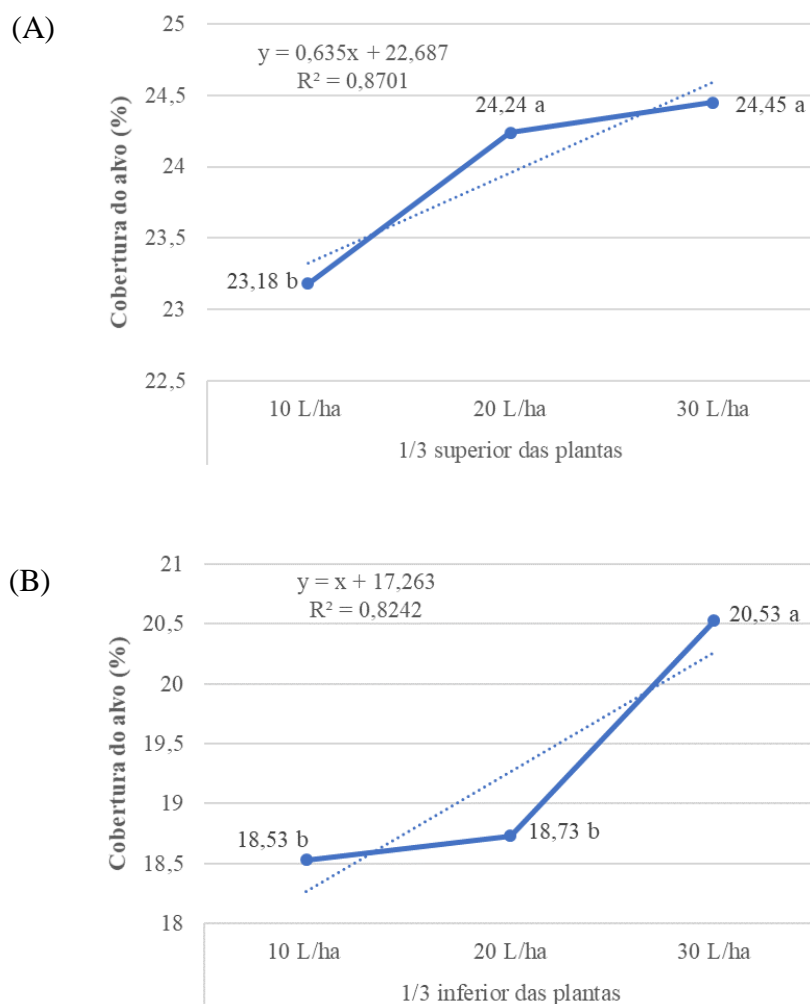 (A)
25
24,5
24
23,5
23
22,5
Cobertura do alvo (%)
y = 0,635x + 22,687
R² = 0,8701
23,18 b
24,24 a
24,45 a
10 L/ha
20 L/ha
30 L/ha
1/3 superior das plantas
(B)
21
20,5
20
19,5
19
18,5
18
Cobertura do alvo (%)
y = x + 17,263
R² = 0,8242
18,53 b
18,73 b
20,53 a
10 L/ha
20 L/ha
30 L/ha
1/3 inferior das plantas